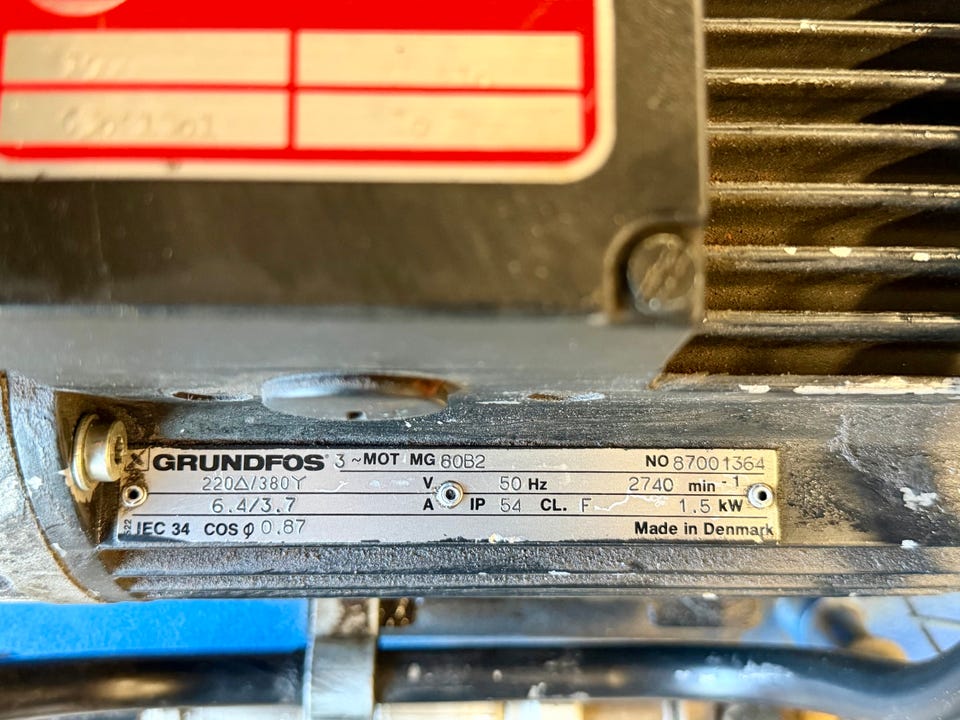 GRUNDFOS 3~MOT MG 80B2 NO 87001364
220△/380Y V 50 Hz 2740 min-1
6.4/3.7 A IP 54 CL. F 1.5 kW
IEC 34 COS φ 0.87 Made in Denmark